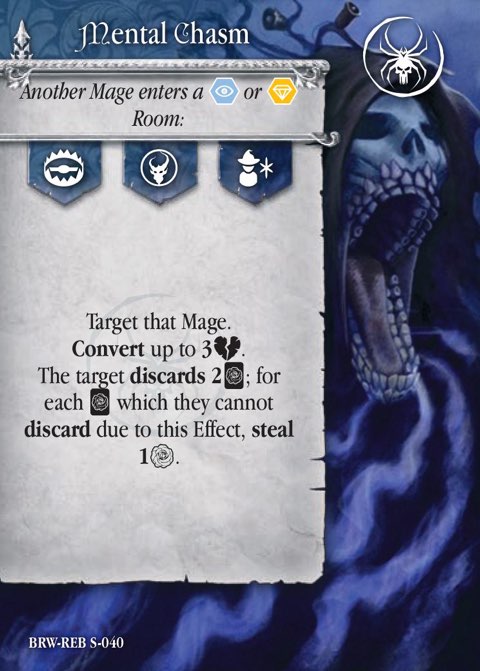 Mental Chasm
Another Mage enters a or
Room:
Target that Mage.
Convert up to 3.
The target discards 2; for
each which they cannot
discard due to this Effect, steal
1.
BRW-REB S-040